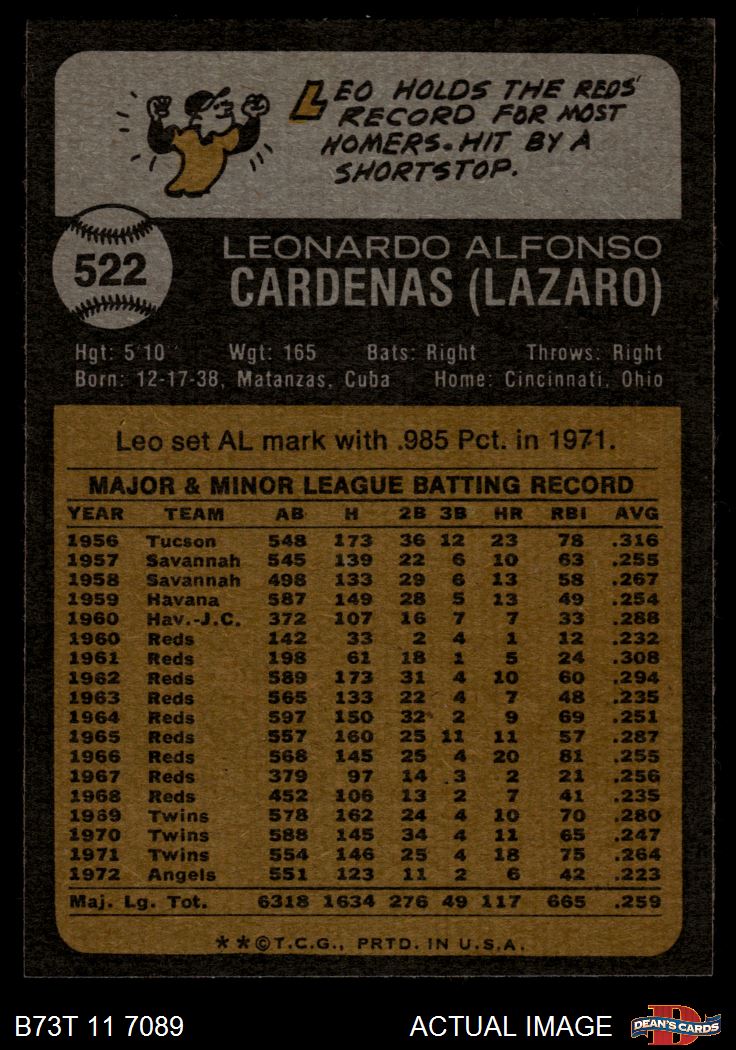 LEO HOLDS THE REDS'
RECORD FOR MOST
HOMERS. HIT BY A
SHORTSTOP.
522
LEONARDO ALFONSO
CARDENAS (LAZARO)
Hgt: 5'10 Wgt: 165 Bats: Right Throws: Right
Born: 12-17-38, Matanzas, Cuba Home: Cincinnati, Ohio
Leo set AL mark with .985 Pct. in 1971.
MAJOR & MINOR LEAGUE BATTING RECORD
YEAR TEAM AB H 2B 3B HR RBI AVG
1956 Tucson 548 173 36 12 23 78 .316
1957 Savannah 545 139 22 6 10 63 .255
1958 Savannah 498 133 29 6 13 58 .267
1959 Havana 587 149 28 5 13 49 .254
1960 Hav.-J.C. 372 107 16 7 7 33 .288
1960 Reds 142 33 2 4 1 12 .232
1961 Reds 198 61 18 1 5 24 .308
1962 Reds 589 173 31 4 10 60 .294
1963 Reds 565 133 22 4 7 48 .235
1964 Reds 597 150 32 2 9 69 .251
1965 Reds 557 160 25 11 11 57 .287
1966 Reds 568 145 25 4 20 81 .255
1967 Reds 379 97 14 3 2 21 .256
1968 Reds 452 106 13 2 7 41 .235
1969 Twins 578 162 24 4 10 70 .280
1970 Twins 588 145 34 4 11 65 .247
1971 Twins 554 146 25 4 18 75 .264
1972 Angels 551 123 11 2 6 42 .223
Maj. Lg. Tot. 6318 1634 276 49 117 665 .259
**©T.C.G., PRTD. IN U.S.A.
B73T 11 7089 ACTUAL IMAGE DEAN'S CARDS